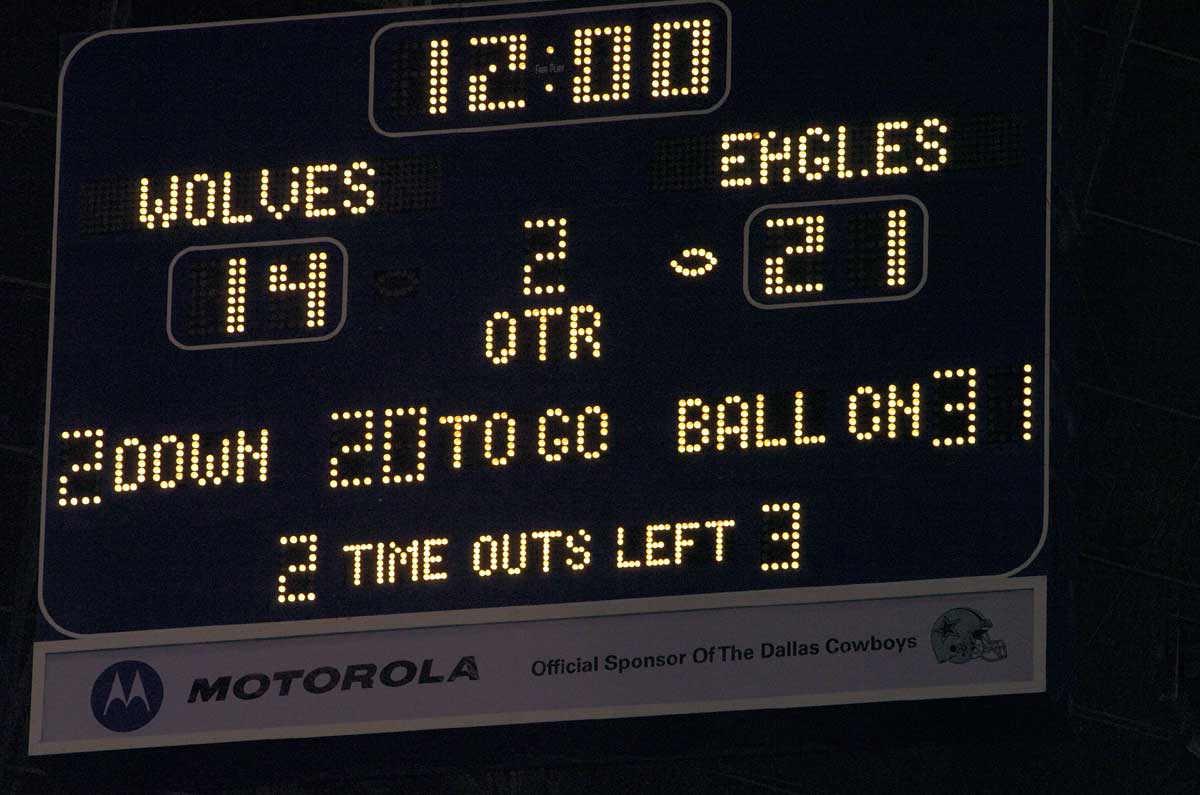 12:00
WOLVES EAGLES
14 2 21
QTR
2 DOWN 20 TO GO BALL ON 31
2 TIME OUTS LEFT 3
MOTOROLA Official Sponsor Of The Dallas Cowboys